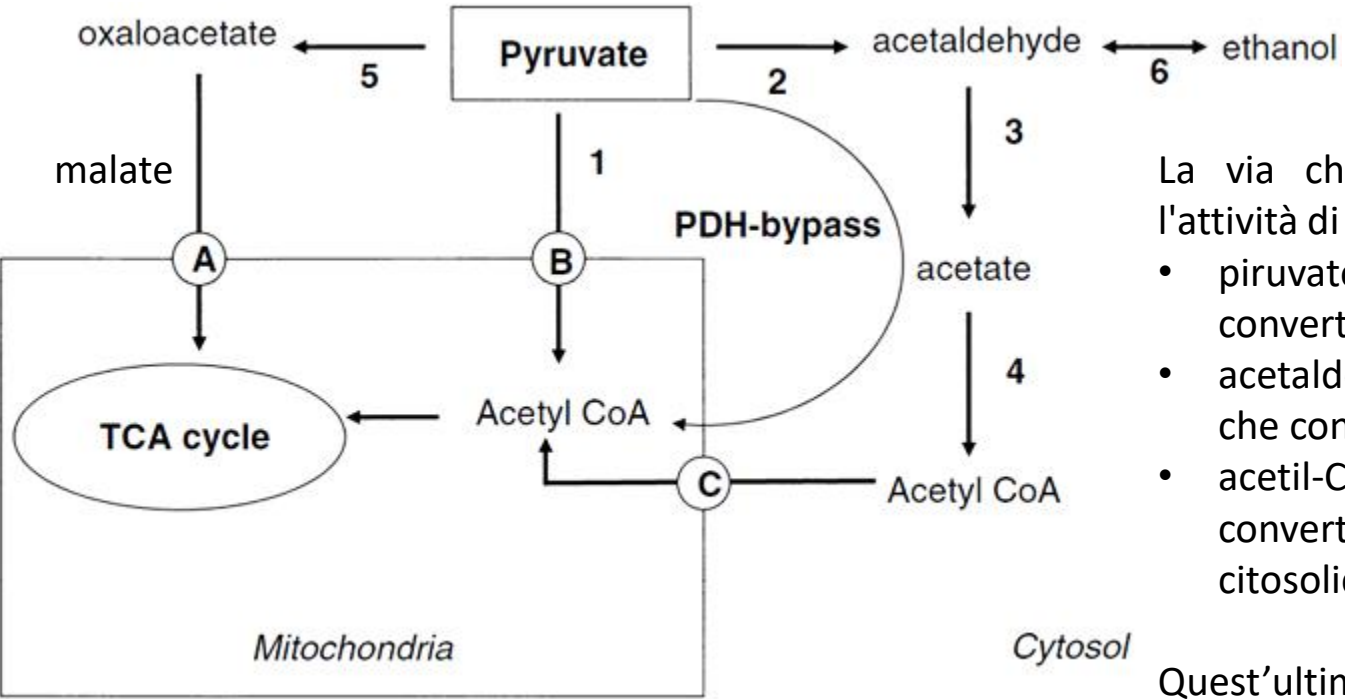 oxaloacetate
5
Pyruvate
2
acetaldehyde
6
ethanol
malate
1
3
PDH-bypass
A
B
acetate
4
TCA cycle
Acetyl CoA
C
Acetyl CoA
Mitochondria
Cytosol
La via ch
l'attività di
• piruvat
convert
• acetald
che con
• acetil-C
convert
citosoli
Quest’ultim